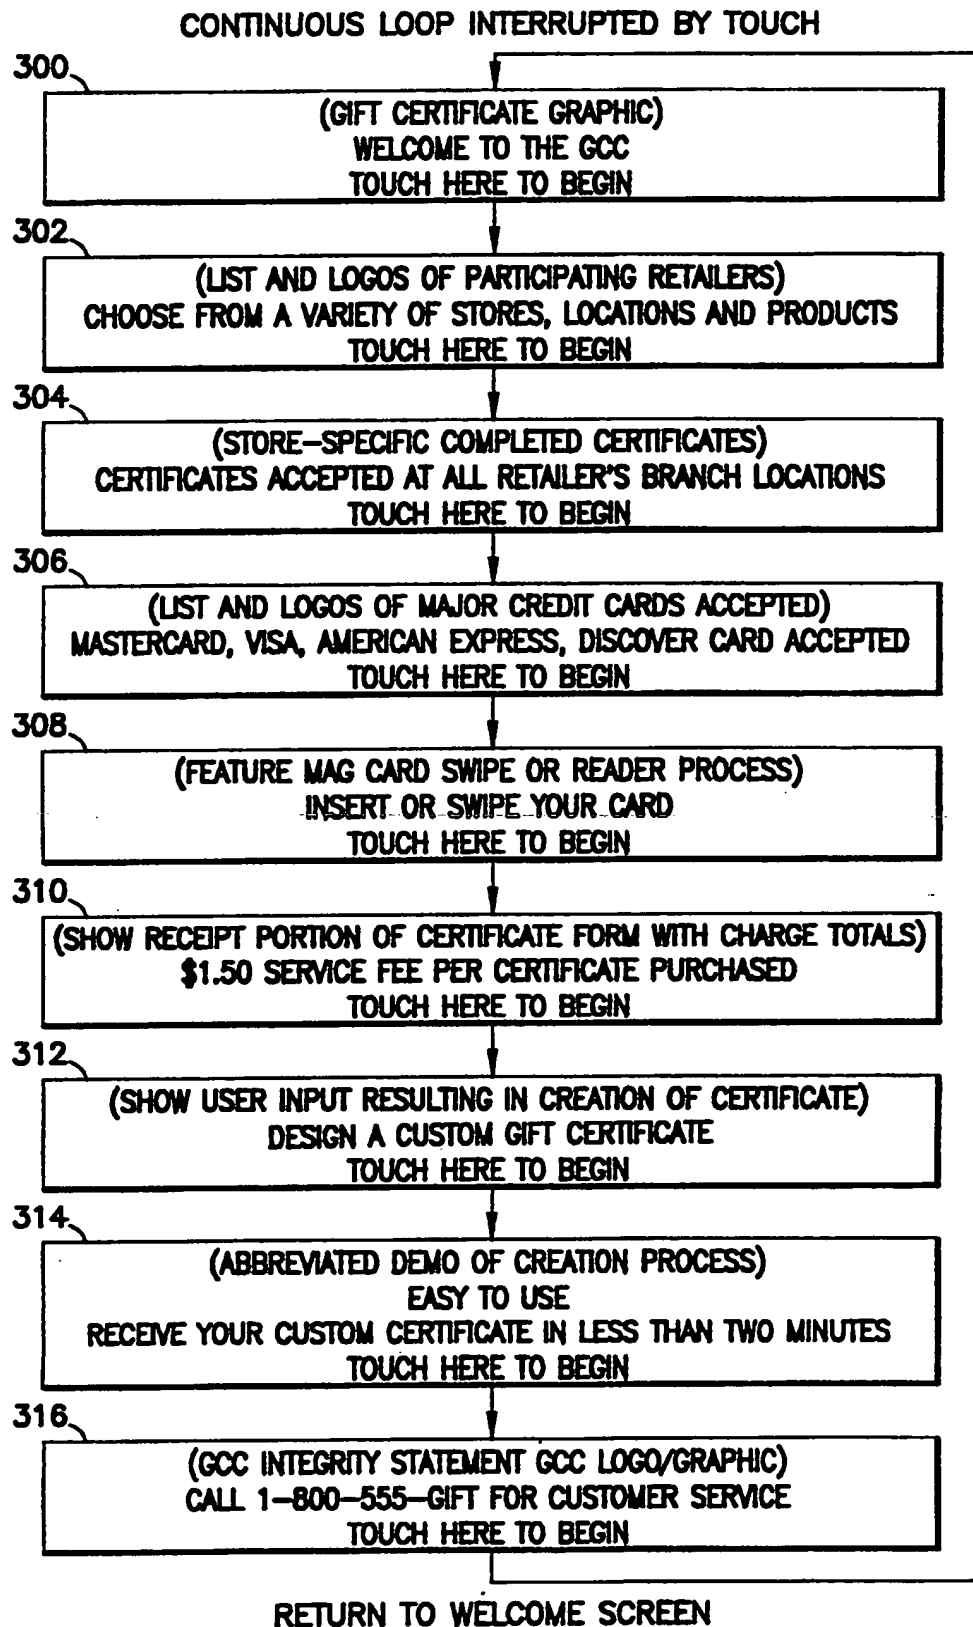 CONTINUOUS LOOP INTERRUPTED BY TOUCH
300
(GIFT CERTIFICATE GRAPHIC)
WELCOME TO THE GCC
TOUCH HERE TO BEGIN
302
(LIST AND LOGOS OF PARTICIPATING RETAILERS)
CHOOSE FROM A VARIETY OF STORES, LOCATIONS AND PRODUCTS
TOUCH HERE TO BEGIN
304
(STORE-SPECIFIC COMPLETED CERTIFICATES)
CERTIFICATES ACCEPTED AT ALL RETAILER'S BRANCH LOCATIONS
TOUCH HERE TO BEGIN
306
(LIST AND LOGOS OF MAJOR CREDIT CARDS ACCEPTED)
MASTERCARD, VISA, AMERICAN EXPRESS, DISCOVER CARD ACCEPTED
TOUCH HERE TO BEGIN
308
(FEATURE MAG CARD SWIPE OR READER PROCESS)
INSERT OR SWIPE YOUR CARD
TOUCH HERE TO BEGIN
310
(SHOW RECEIPT PORTION OF CERTIFICATE FORM WITH CHARGE TOTALS)
$1.50 SERVICE FEE PER CERTIFICATE PURCHASED
TOUCH HERE TO BEGIN
312
(SHOW USER INPUT RESULTING IN CREATION OF CERTIFICATE)
DESIGN A CUSTOM GIFT CERTIFICATE
TOUCH HERE TO BEGIN
314
(ABBREVIATED DEMO OF CREATION PROCESS)
EASY TO USE
RECEIVE YOUR CUSTOM CERTIFICATE IN LESS THAN TWO MINUTES
TOUCH HERE TO BEGIN
316
(GCC INTEGRITY STATEMENT GCC LOGO/GRAPHIC)
CALL 1-800-555-GIFT FOR CUSTOMER SERVICE
TOUCH HERE TO BEGIN
RETURN TO WELCOME SCREEN